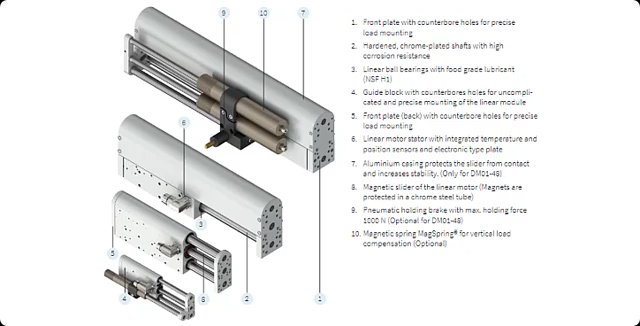 9 10 7
6
3
5
4 8 2 1
1. Front plate with counterbore holes for precise
load mounting
2. Hardened, chrome-plated shafts with high
corrosion resistance
3. Linear ball bearings with food grade lubricant
(NSF H1)
4. Guide block with counterbores holes for uncompli-
cated and precise mounting of the linear module
5. Front plate (back) with counterbore holes for precise
load mounting
6. Linear motor stator with integrated temperature and
position sensors and electronic type plate
7. Aluminium casing protects the slider from contact
and increases stability. (Only for DM01-48)
8. Magnetic slider of the linear motor (Magnets are
protected in a chrome steel tube)
9. Pneumatic holding brake with max. holding force
1000 N (Optional for DM01-48)
10. Magnetic spring MagSpring® for vertical load
compensation (Optional)